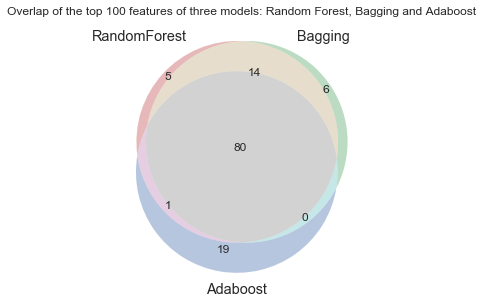 Overlap of the top 100 features of three models: Random Forest, Bagging and Adaboost
RandomForest
Bagging
5
14
6
80
1
0
19
Adaboost